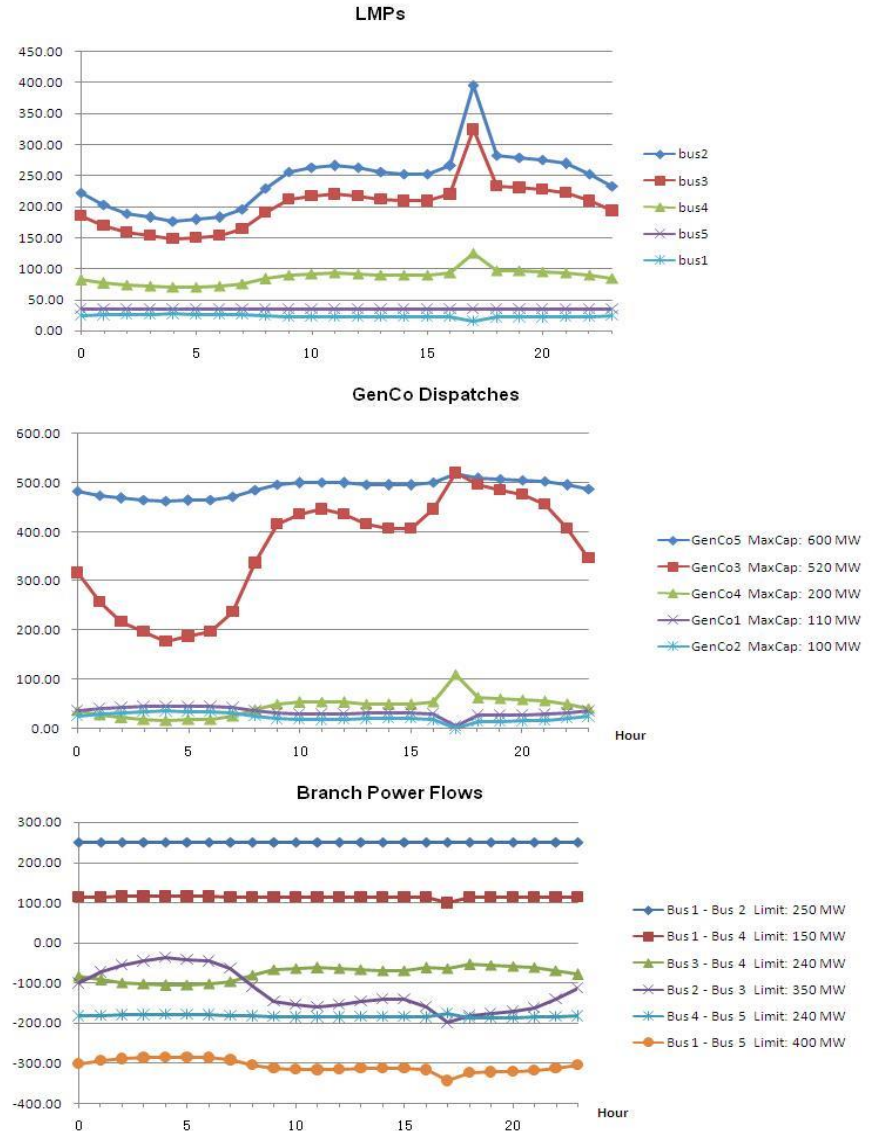 LMPs
450.00
400.00
350.00
300.00
250.00
200.00
150.00
100.00
50.00
0.00
0 5 10 15 20
bus2
bus3
bus4
bus5
bus1
GenCo Dispatches
600.00
500.00
400.00
300.00
200.00
100.00
0.00
0 5 10 15 20 Hour
GenCo5 MaxCap: 600 MW
GenCo3 MaxCap: 520 MW
GenCo4 MaxCap: 200 MW
GenCo1 MaxCap: 110 MW
GenCo2 MaxCap: 100 MW
Branch Power Flows
300.00
200.00
100.00
0.00
-100.00
-200.00
-300.00
-400.00
0 5 10 15 20 Hour
Bus 1 - Bus 2 Limit: 250 MW
Bus 1 - Bus 4 Limit: 150 MW
Bus 3 - Bus 4 Limit: 240 MW
Bus 2 - Bus 3 Limit: 350 MW
Bus 4 - Bus 5 Limit: 240 MW
Bus 1 - Bus 5 Limit: 400 MW